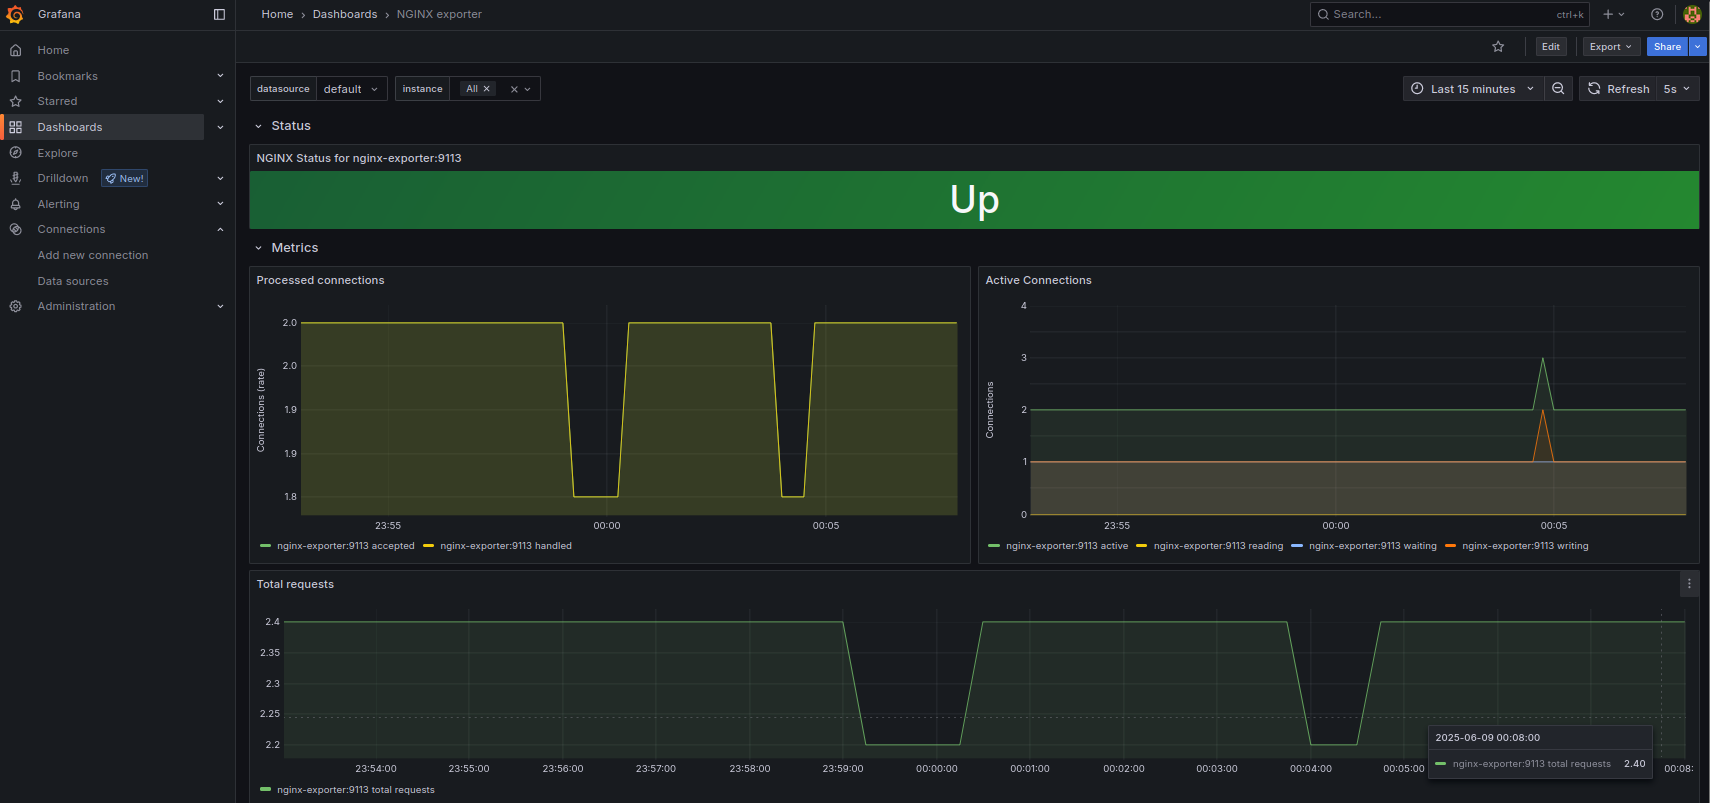 Grafana
Home › Dashboards › NGINX exporter
Search...
ctrl+k
Home
Bookmarks
Starred
Dashboards
Explore
Drilldown New!
Alerting
Connections
Add new connection
Data sources
Administration
Edit
Export
Share
datasource default
instance All
Last 15 minutes
Refresh 5s
Status
NGINX Status for nginx-exporter:9113
Up
Metrics
Processed connections
Connections (rate)
2.0
2.0
1.9
1.9
1.8
23:55 00:00 00:05
nginx-exporter:9113 accepted nginx-exporter:9113 handled
Active Connections
Connections
4
3
2
1
0
23:55 00:00 00:05
nginx-exporter:9113 active nginx-exporter:9113 reading nginx-exporter:9113 waiting nginx-exporter:9113 writing
Total requests
2.4
2.35
2.3
2.25
2.2
23:54:00 23:55:00 23:56:00 23:57:00 23:58:00 23:59:00 00:00:00 00:01:00 00:02:00 00:03:00 00:04:00 00:05:00 00:08:
2025-06-09 00:08:00
nginx-exporter:9113 total requests 2.40
nginx-exporter:9113 total requests